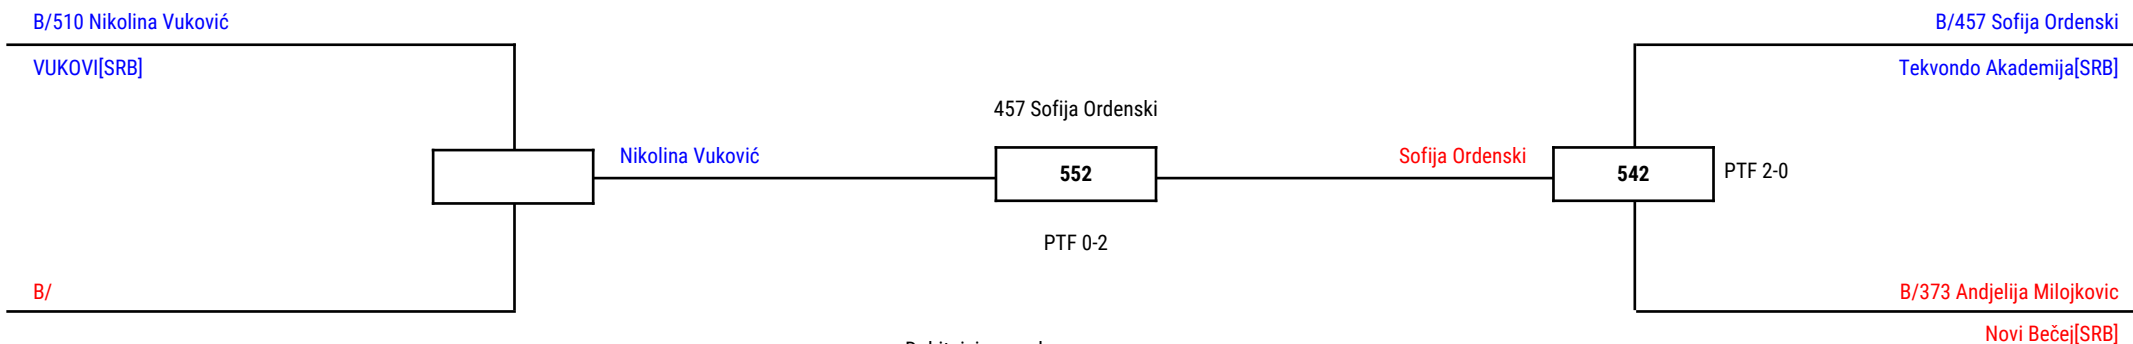 B/510 Nikolina Vuković
VUKOVI[SRB]
B/457 Sofija Ordenski
Tekvondo Akademija[SRB]
457 Sofija Ordenski
Nikolina Vuković
552
Sofija Ordenski
542
PTF 2-0
PTF 0-2
B/
B/373 Andjelija Milojkovic
Novi Bečej[SRB]